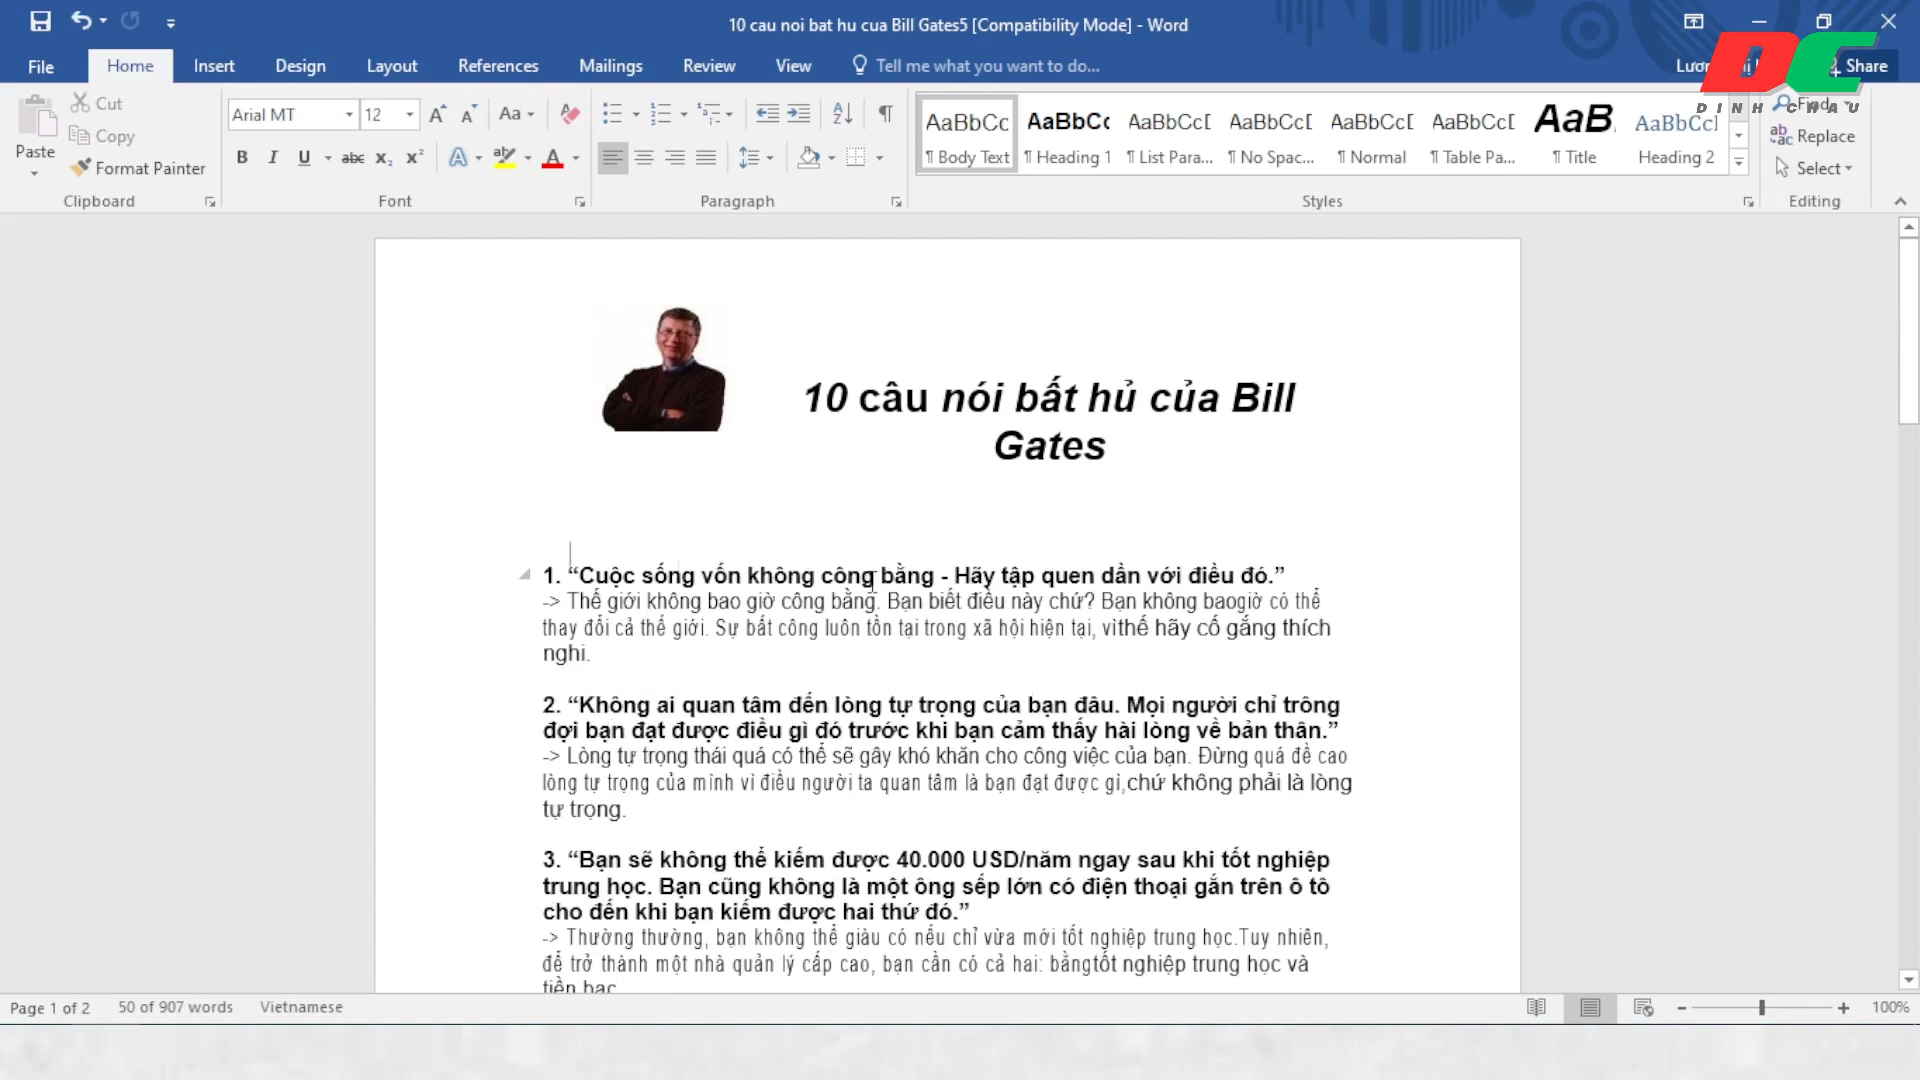 10 cau noi bat hu cua Bill Gates5 [Compatibility Mode] - Word
File Home Insert Design Layout References Mailings Review View Tell me what you want to do... Share
DC
DINH CHAU
Paste
Cut
Copy
Format Painter
Clipboard
Arial MT 12
Font
Paragraph
AaBbCc AaBbCc AaBbCcD AaBbCcD AaBbCcD AaBbCcD AaB AaBbCcI
¶ Body Text ¶ Heading 1 ¶ List Para... ¶ No Spac... ¶ Normal ¶ Table Pa... ¶ Title Heading 2
Styles
Find
Replace
Select
Editing
10 câu nói bất hủ của Bill
Gates
1. “Cuộc sống vốn không công bằng - Hãy tập quen dần với điều đó.”
-> Thế giới không bao giờ công bằng. Bạn biết điều này chứ? Bạn không baogiờ có thể
thay đổi cả thế giới. Sự bất công luôn tồn tại trong xã hội hiện tại, vìthế hãy cố gắng thích
nghi.
2. “Không ai quan tâm đến lòng tự trọng của bạn đâu. Mọi người chỉ trông
đợi bạn đạt được điều gì đó trước khi bạn cảm thấy hài lòng về bản thân.”
-> Lòng tự trọng thái quá có thể sẽ gây khó khăn cho công việc của bạn. Đừng quá đề cao
lòng tự trọng của mình vì điều người ta quan tâm là bạn đạt được gì,chứ không phải là lòng
tự trọng.
3. “Bạn sẽ không thể kiếm được 40.000 USD/năm ngay sau khi tốt nghiệp
trung học. Bạn cũng không là một ông sếp lớn có điện thoại gắn trên ô tô
cho đến khi bạn kiếm được hai thứ đó.”
-> Thường thường, bạn không thể giàu có nếu chỉ vừa mới tốt nghiệp trung học.Tuy nhiên,
để trở thành một nhà quản lý cấp cao, bạn cần có cả hai: bằngtốt nghiệp trung học và
tiền bạc
Page 1 of 2 50 of 907 words Vietnamese 100%